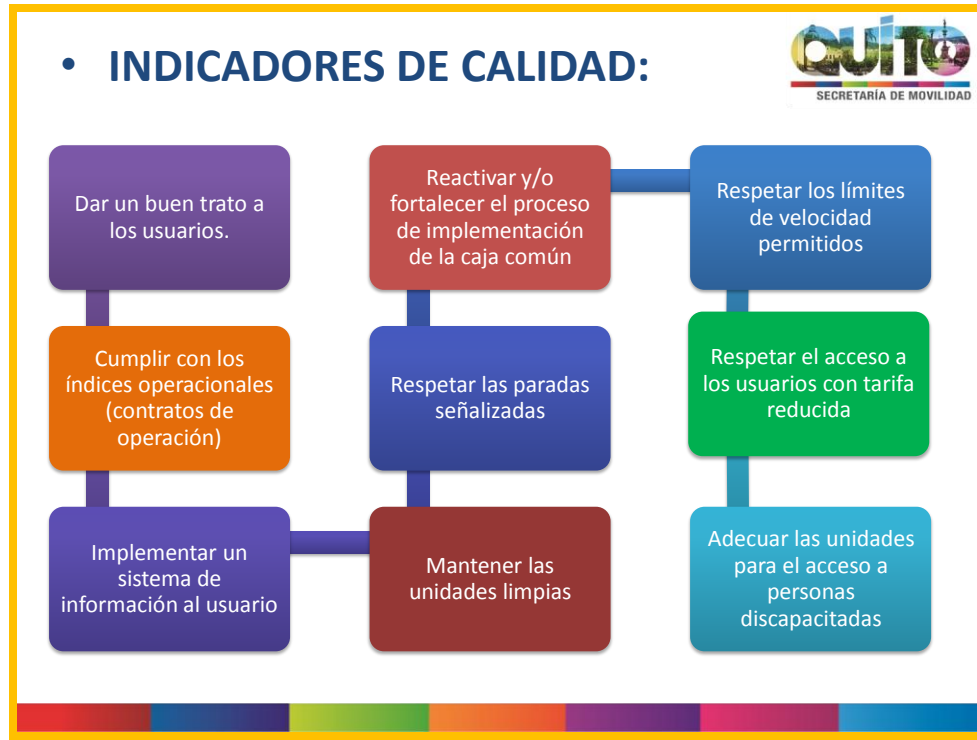 • INDICADORES DE CALIDAD:
QUITO
SECRETARÍA DE MOVILIDAD
Dar un buen trato a
los usuarios.
Cumplir con los
índices operacionales
(contratos de
operación)
Implementar un
sistema de
información al usuario
Mantener las
unidades limpias
Respetar las paradas
señalizadas
Reactivar y/o
fortalecer el proceso
de implementación
de la caja común
Respetar los límites
de velocidad
permitidos
Respetar el acceso a
los usuarios con tarifa
reducida
Adecuar las unidades
para el acceso a
personas
discapacitadas